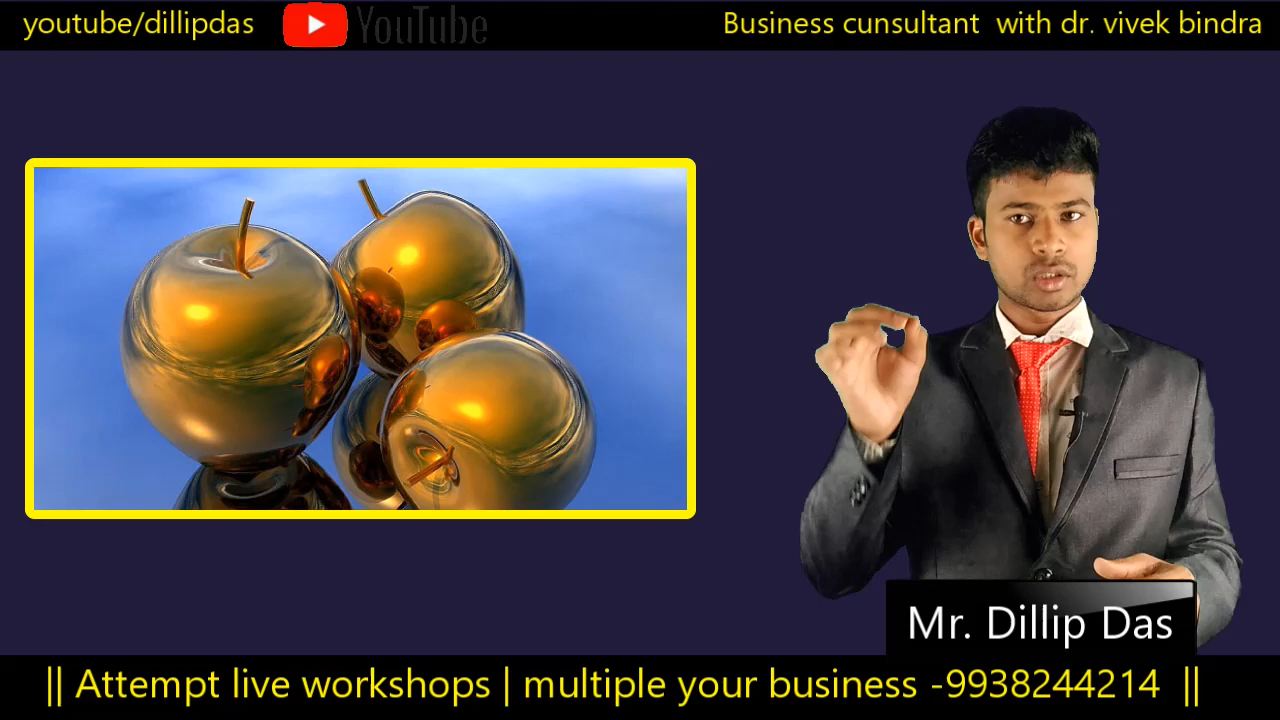 youtube/dillipdas
YouTube
Business cunsultant with dr. vivek bindra
Mr. Dillip Das
|| Attempt live workshops | multiple your business -9938244214 ||